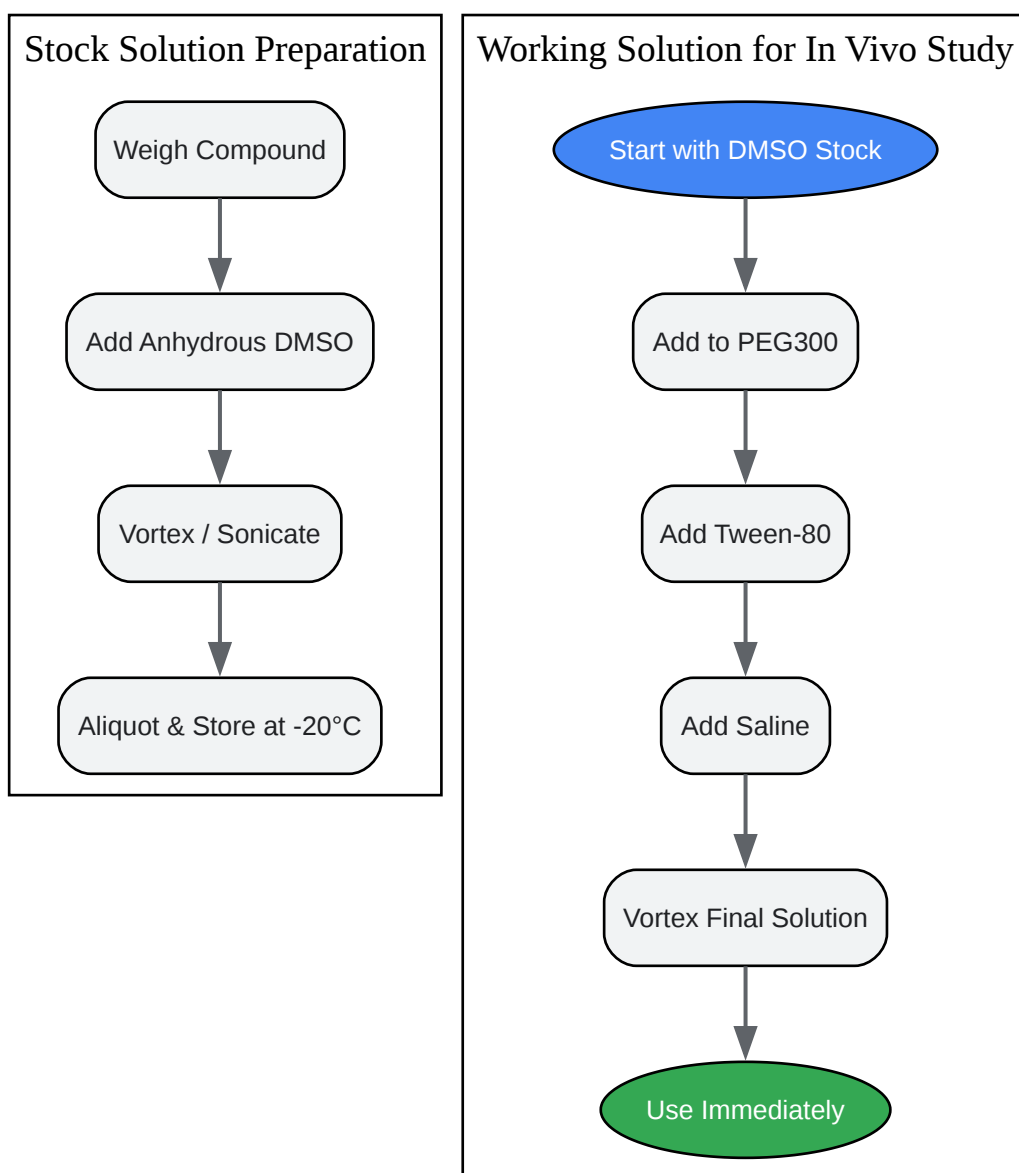 Stock Solution Preparation
Weigh Compound
Add Anhydrous DMSO
Vortex / Sonicate
Aliquot & Store at -20°C
Working Solution for In Vivo Study
Start with DMSO Stock
Add to PEG300
Add Tween-80
Add Saline
Vortex Final Solution
Use Immediately